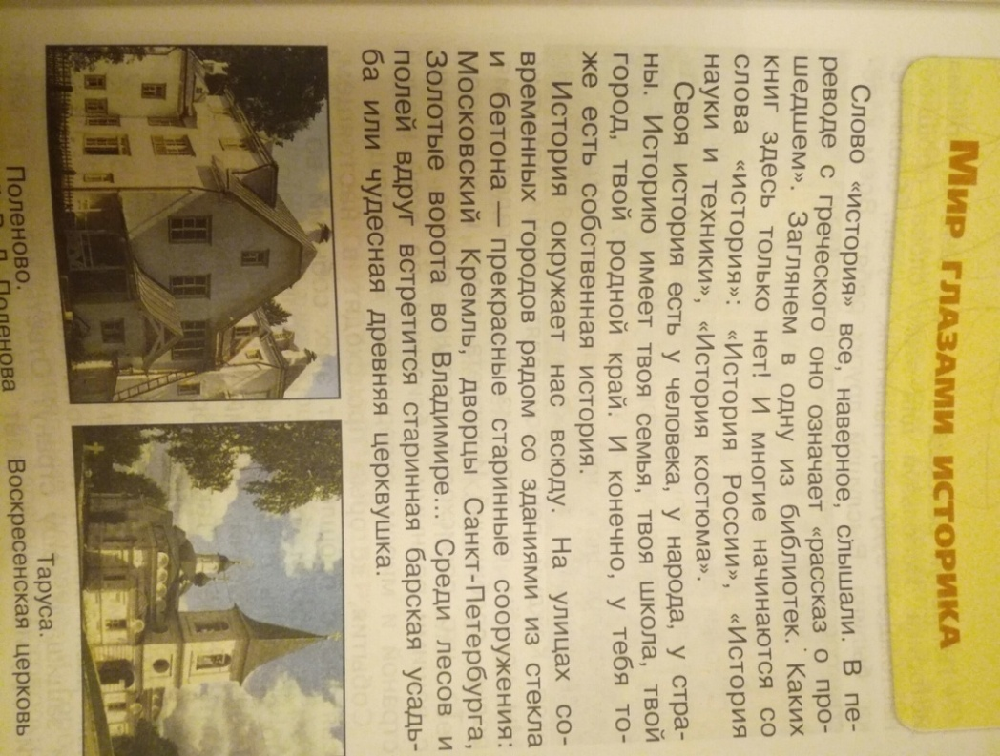 МИР ГЛАЗАМИ ИСТОРИКА
Слово «история» все, наверное, слышали. В пе-
реводе с греческого оно означает «рассказ о про-
шедшем». Заглянем в одну из библиотек. Каких
книг здесь только нет! И многие начинаются со
слова «история»: «История России», «История
науки и техники», «История костюма».
Своя история есть у человека, у народа, у стра-
ны. Историю имеет твоя семья, твоя школа, твой
город, твой родной край. И конечно, у тебя то-
же есть собственная история.
История окружает нас всюду. На улицах со-
временных городов рядом со зданиями из стекла
и бетона — прекрасные старинные сооружения:
Московский Кремль, дворцы Санкт-Петербурга,
Золотые ворота во Владимире... Среди лесов и
полей вдруг встретится старинная барская усадь-
ба или чудесная древняя церквушка.
Поленово.
Поленова
Таруса.
Воскресенская церковь